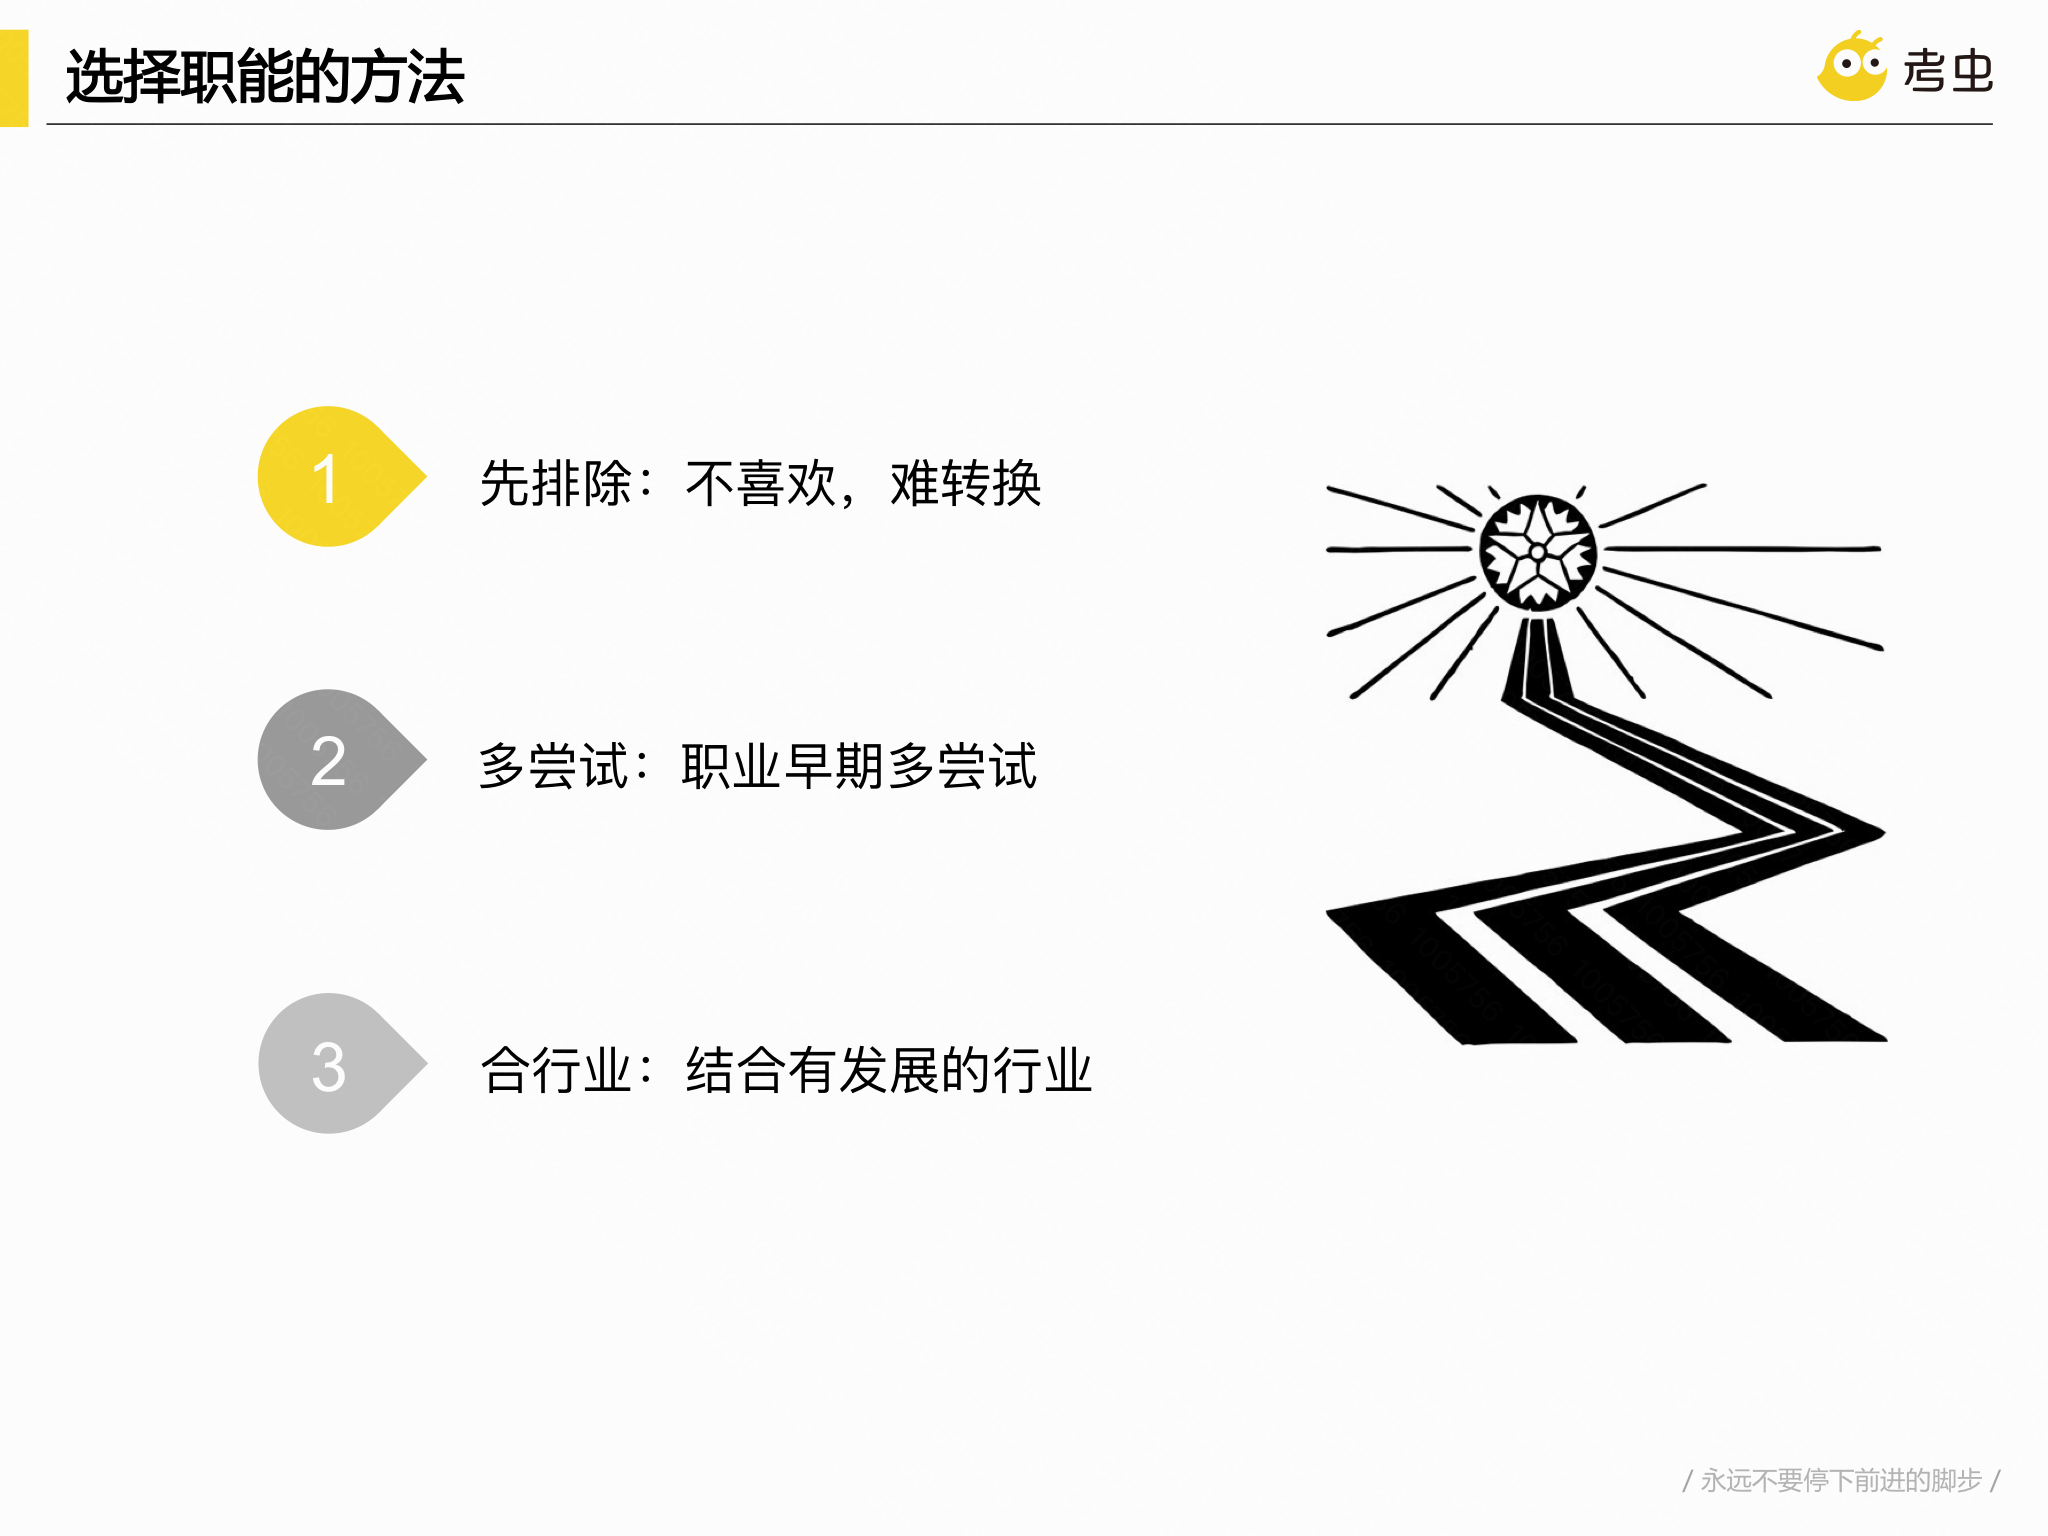 选择职能的方法
考虫
1
先排除：不喜欢，难转换
2
多尝试：职业早期多尝试
3
合行业：结合有发展的行业
/ 永远不要停下前进的脚步 /